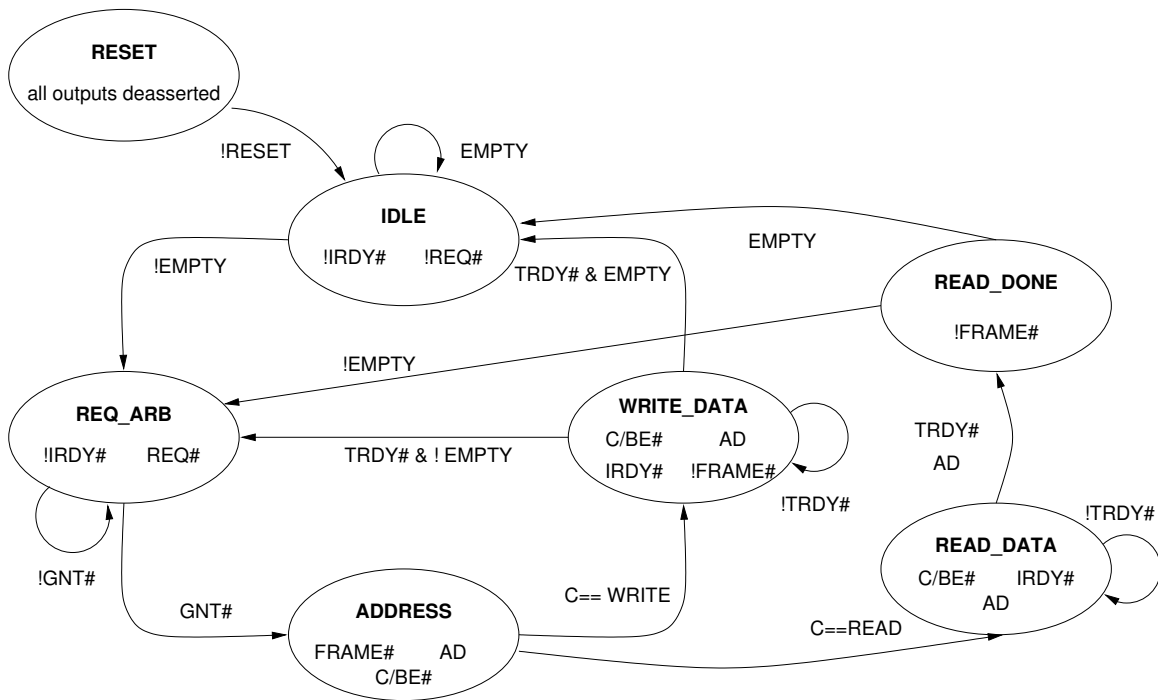 RESET
all outputs deasserted
!RESET
EMPTY
IDLE
!IRDY# !REQ#
!EMPTY
TRDY# & EMPTY
EMPTY
READ_DONE
!FRAME#
!EMPTY
REQ_ARB
!IRDY# REQ#
TRDY# & ! EMPTY
WRITE_DATA
C/BE# AD
IRDY# !FRAME#
!TRDY#
TRDY#
AD
!GNT#
GNT#
ADDRESS
FRAME# AD
C/BE#
C== WRITE
C==READ
READ_DATA
C/BE# IRDY#
AD
!TRDY#